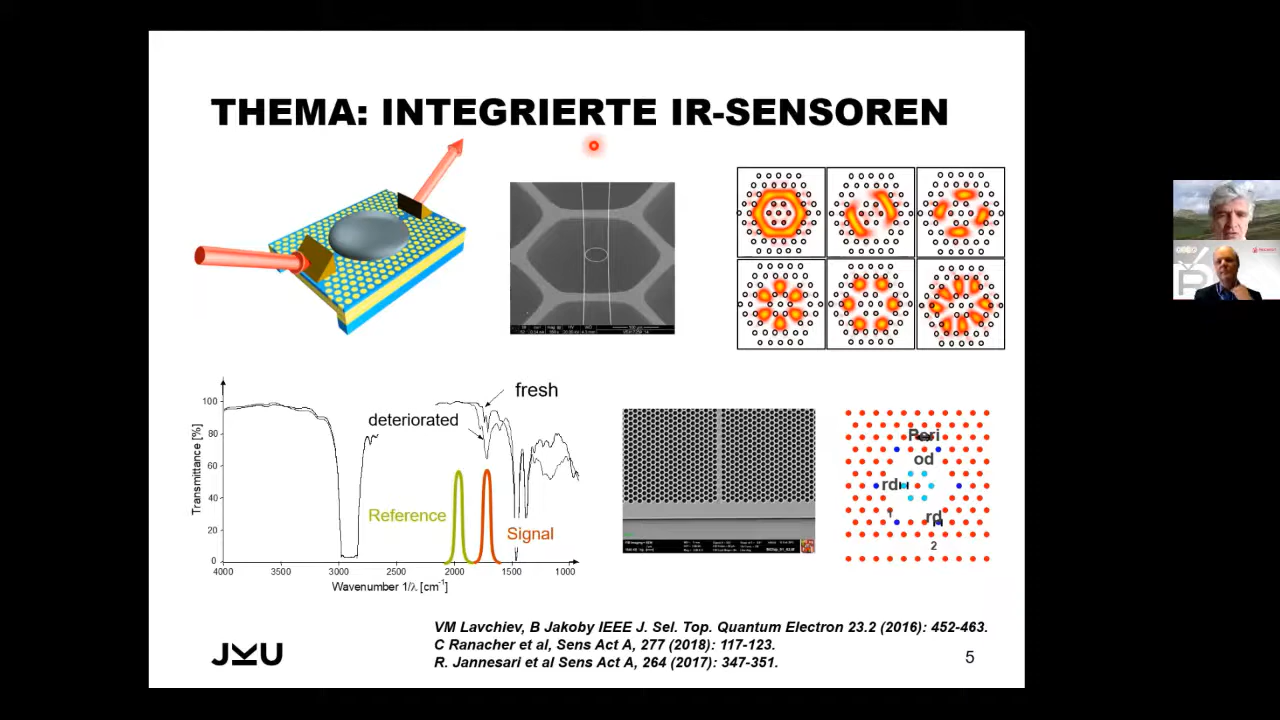 THEMA: INTEGRIERTE IR-SENSOREN
fresh
deteriorated
100
80
60
40
20
0
Transmittance [%]
Reference
Signal
4000 3500 3000 2500 2000 1500 1000
Wavenumber 1/λ [cm⁻¹]
Peri
od
rd
1
rd
2
VM Lavchiev, B Jakoby IEEE J. Sel. Top. Quantum Electron 23.2 (2016): 452-463.
C Ranacher et al, Sens Act A, 277 (2018): 117-123.
R. Jannesari et al Sens Act A, 264 (2017): 347-351.
JKU
5